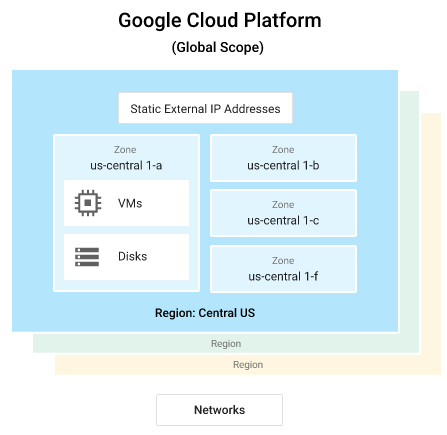 Google Cloud Platform
(Global Scope)
Static External IP Addresses
Zone
us-central 1-a
VMs
Disks
Zone
us-central 1-b
Zone
us-central 1-c
Zone
us-central 1-f
Region: Central US
Region
Region
Networks